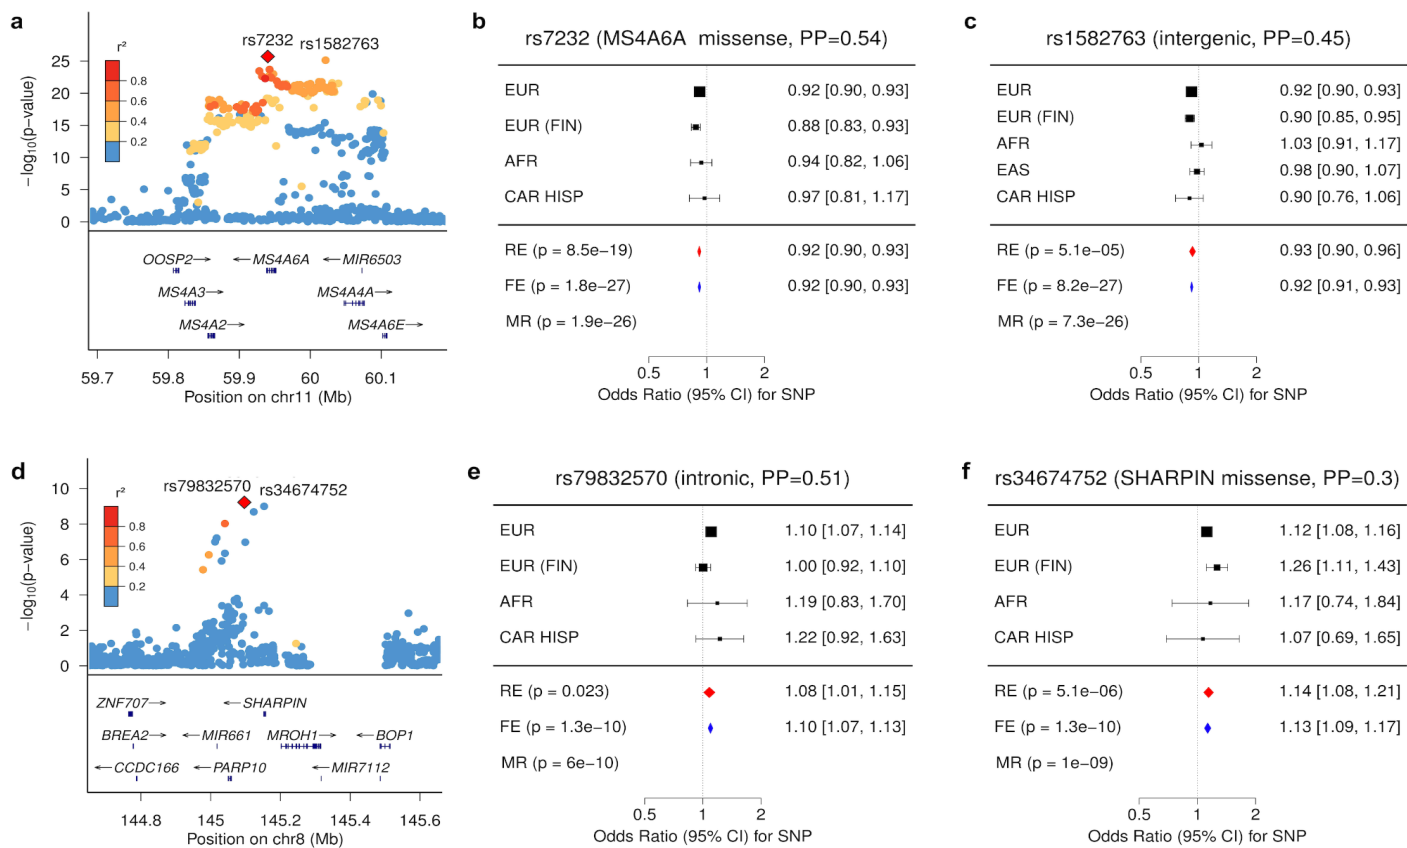 a
rs7232 rs1582763
r²
0.8
0.6
0.4
0.2
25
20
15
10
5
0
−log10(p-value)
OOSP2
MS4A6A
MIR6503
MS4A3
MS4A4A
MS4A2
MS4A6E
59.7 59.8 59.9 60 60.1
Position on chr11 (Mb)
b
rs7232 (MS4A6A missense, PP=0.54)
EUR 0.92 [0.90, 0.93]
EUR (FIN) 0.88 [0.83, 0.93]
AFR 0.94 [0.82, 1.06]
CAR HISP 0.97 [0.81, 1.17]
RE (p = 8.5e-19) 0.92 [0.90, 0.93]
FE (p = 1.8e-27) 0.92 [0.90, 0.93]
MR (p = 1.9e-26)
0.5 1 2
Odds Ratio (95% CI) for SNP
c
rs1582763 (intergenic, PP=0.45)
EUR 0.92 [0.90, 0.93]
EUR (FIN) 0.90 [0.85, 0.95]
AFR 1.03 [0.91, 1.17]
EAS 0.98 [0.90, 1.07]
CAR HISP 0.90 [0.76, 1.06]
RE (p = 5.1e-05) 0.93 [0.90, 0.96]
FE (p = 8.2e-27) 0.92 [0.91, 0.93]
MR (p = 7.3e-26)
0.5 1 2
Odds Ratio (95% CI) for SNP
d
rs79832570 rs34674752
r²
0.8
0.6
0.4
0.2
10
8
6
4
2
0
−log10(p-value)
ZNF707
SHARPIN
BREA2
MIR661
MROH1
BOP1
CCDC166
PARP10
MIR7112
144.8 145 145.2 145.4 145.6
Position on chr8 (Mb)
e
rs79832570 (intronic, PP=0.51)
EUR 1.10 [1.07, 1.14]
EUR (FIN) 1.00 [0.92, 1.10]
AFR 1.19 [0.83, 1.70]
CAR HISP 1.22 [0.92, 1.63]
RE (p = 0.023) 1.08 [1.01, 1.15]
FE (p = 1.3e-10) 1.10 [1.07, 1.13]
MR (p = 6e-10)
0.5 1 2
Odds Ratio (95% CI) for SNP
f
rs34674752 (SHARPIN missense, PP=0.3)
EUR 1.12 [1.08, 1.16]
EUR (FIN) 1.26 [1.11, 1.43]
AFR 1.17 [0.74, 1.84]
CAR HISP 1.07 [0.69, 1.65]
RE (p = 5.1e-06) 1.14 [1.08, 1.21]
FE (p = 1.3e-10) 1.13 [1.09, 1.17]
MR (p = 1e-09)
0.5 1 2
Odds Ratio (95% CI) for SNP